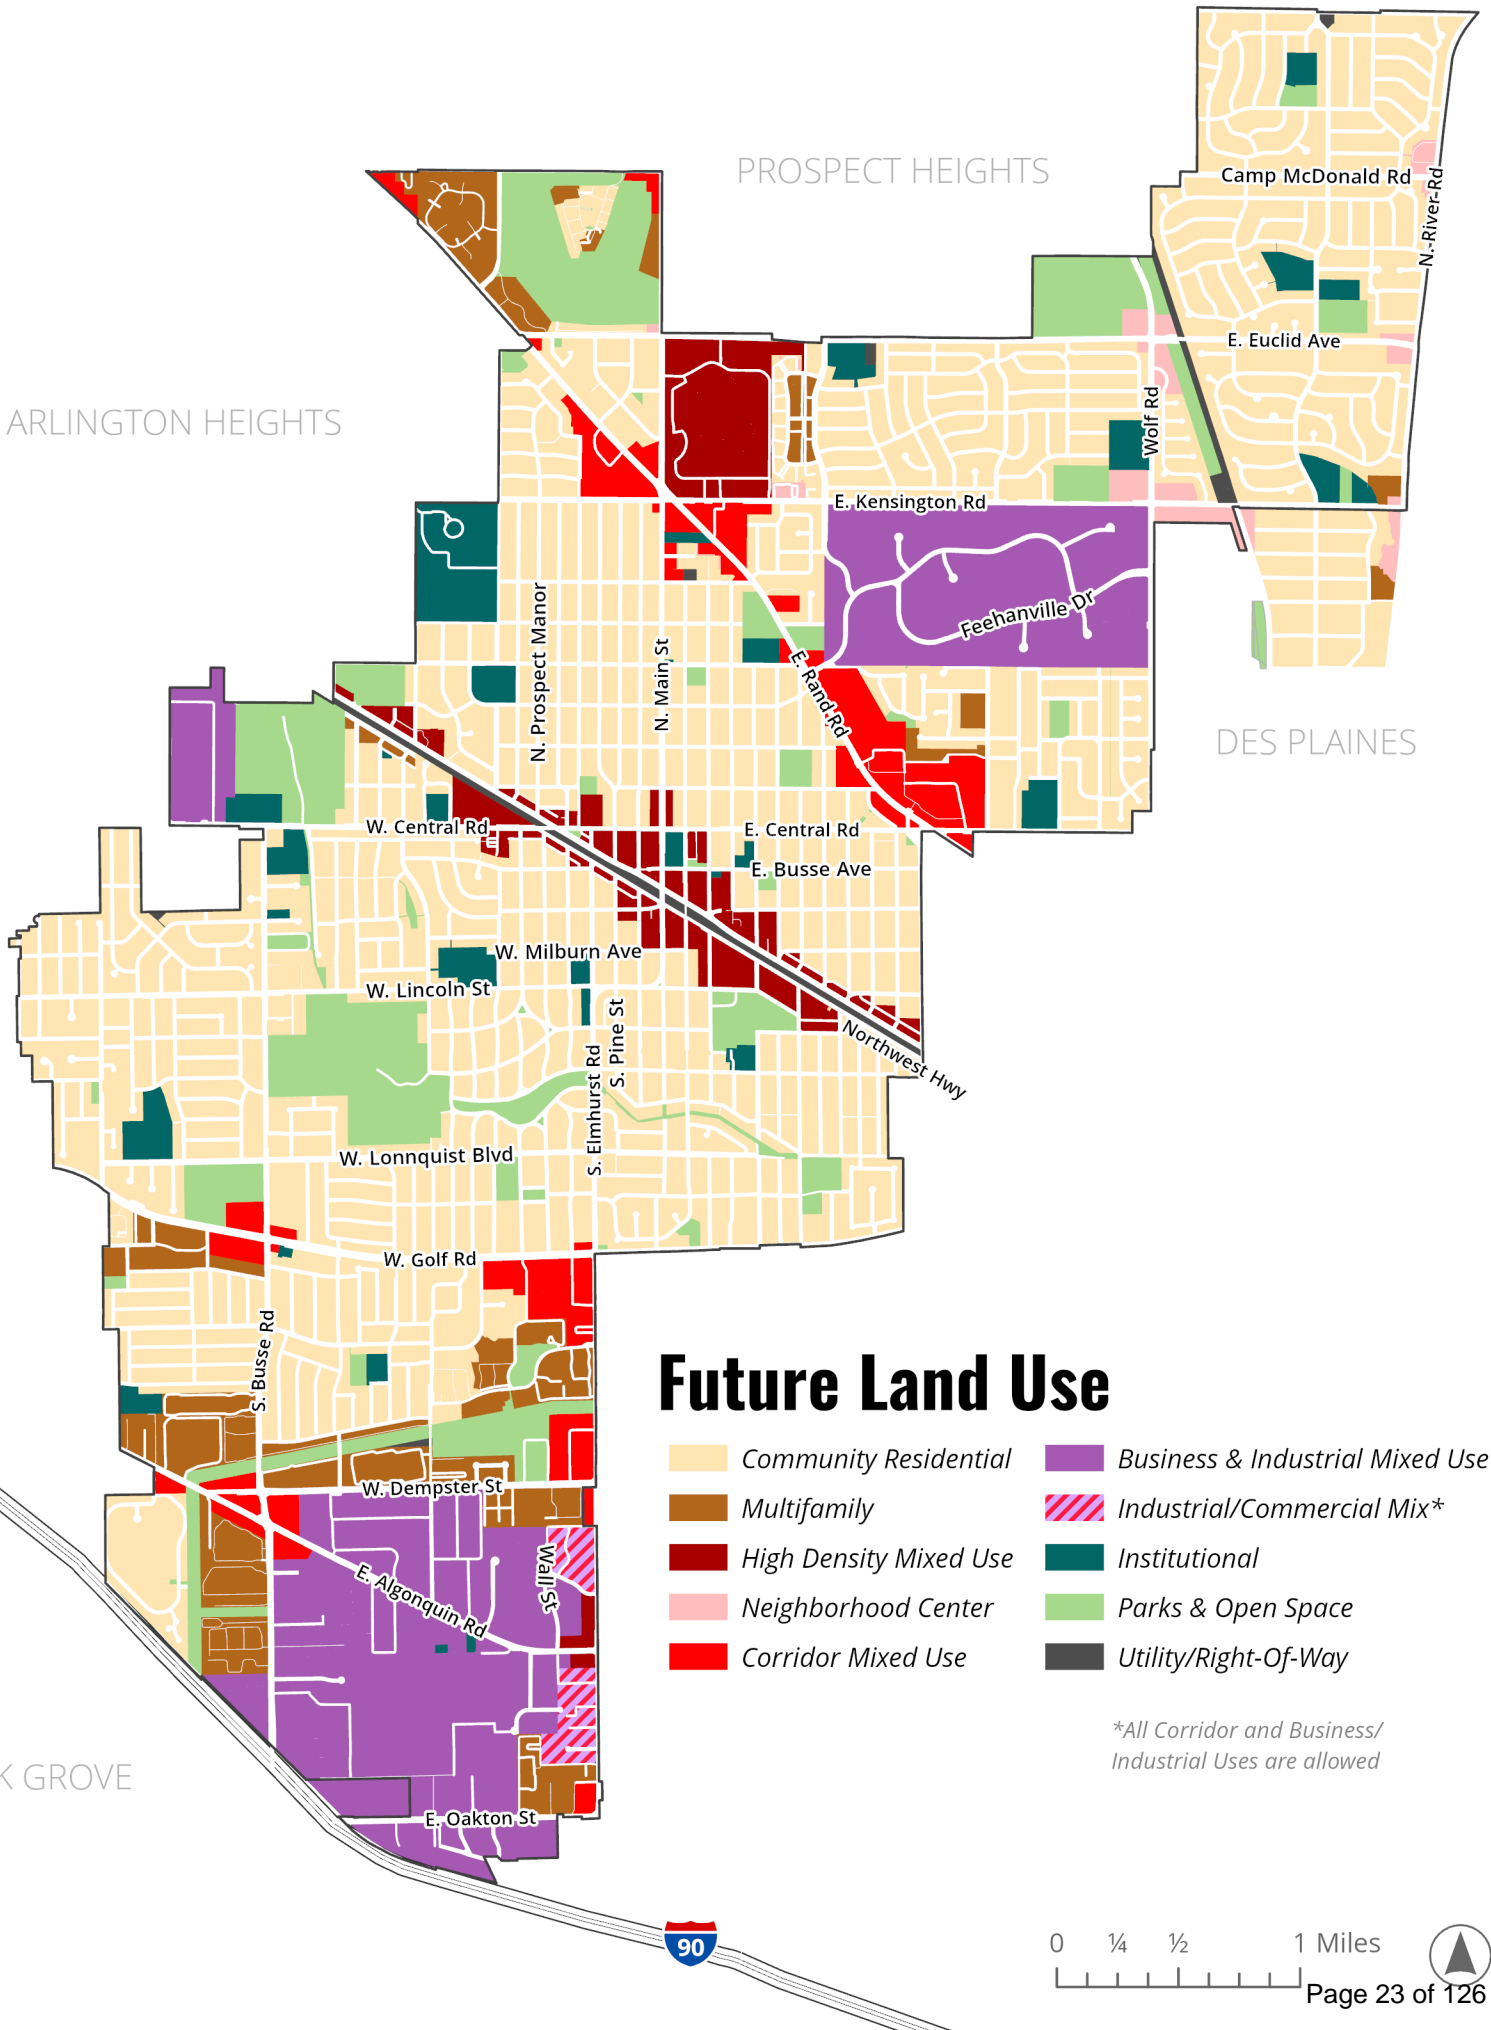 PROSPECT HEIGHTS
Camp McDonald Rd
N. River Rd
E. Euclid Ave
ARLINGTON HEIGHTS
Wolf Rd
E. Kensington Rd
Feehanville Dr
N. Prospect Manor
N. Main St
E. Rand Rd
DES PLAINES
W. Central Rd
E. Central Rd
E. Busse Ave
W. Milburn Ave
W. Lincoln St
S. Pine St
Northwest Hwy
S. Elmhurst Rd
W. Lonnquist Blvd
W. Golf Rd
S. Busse Rd
W. Dempster St
Wall St
E. Algonquin Rd
K GROVE
E. Oakton St
90
Future Land Use
Community Residential
Multifamily
High Density Mixed Use
Neighborhood Center
Corridor Mixed Use
Business & Industrial Mixed Use
Industrial/Commercial Mix*
Institutional
Parks & Open Space
Utility/Right-Of-Way
*All Corridor and Business/
Industrial Uses are allowed
0 ¼ ½ 1 Miles
Page 23 of 126